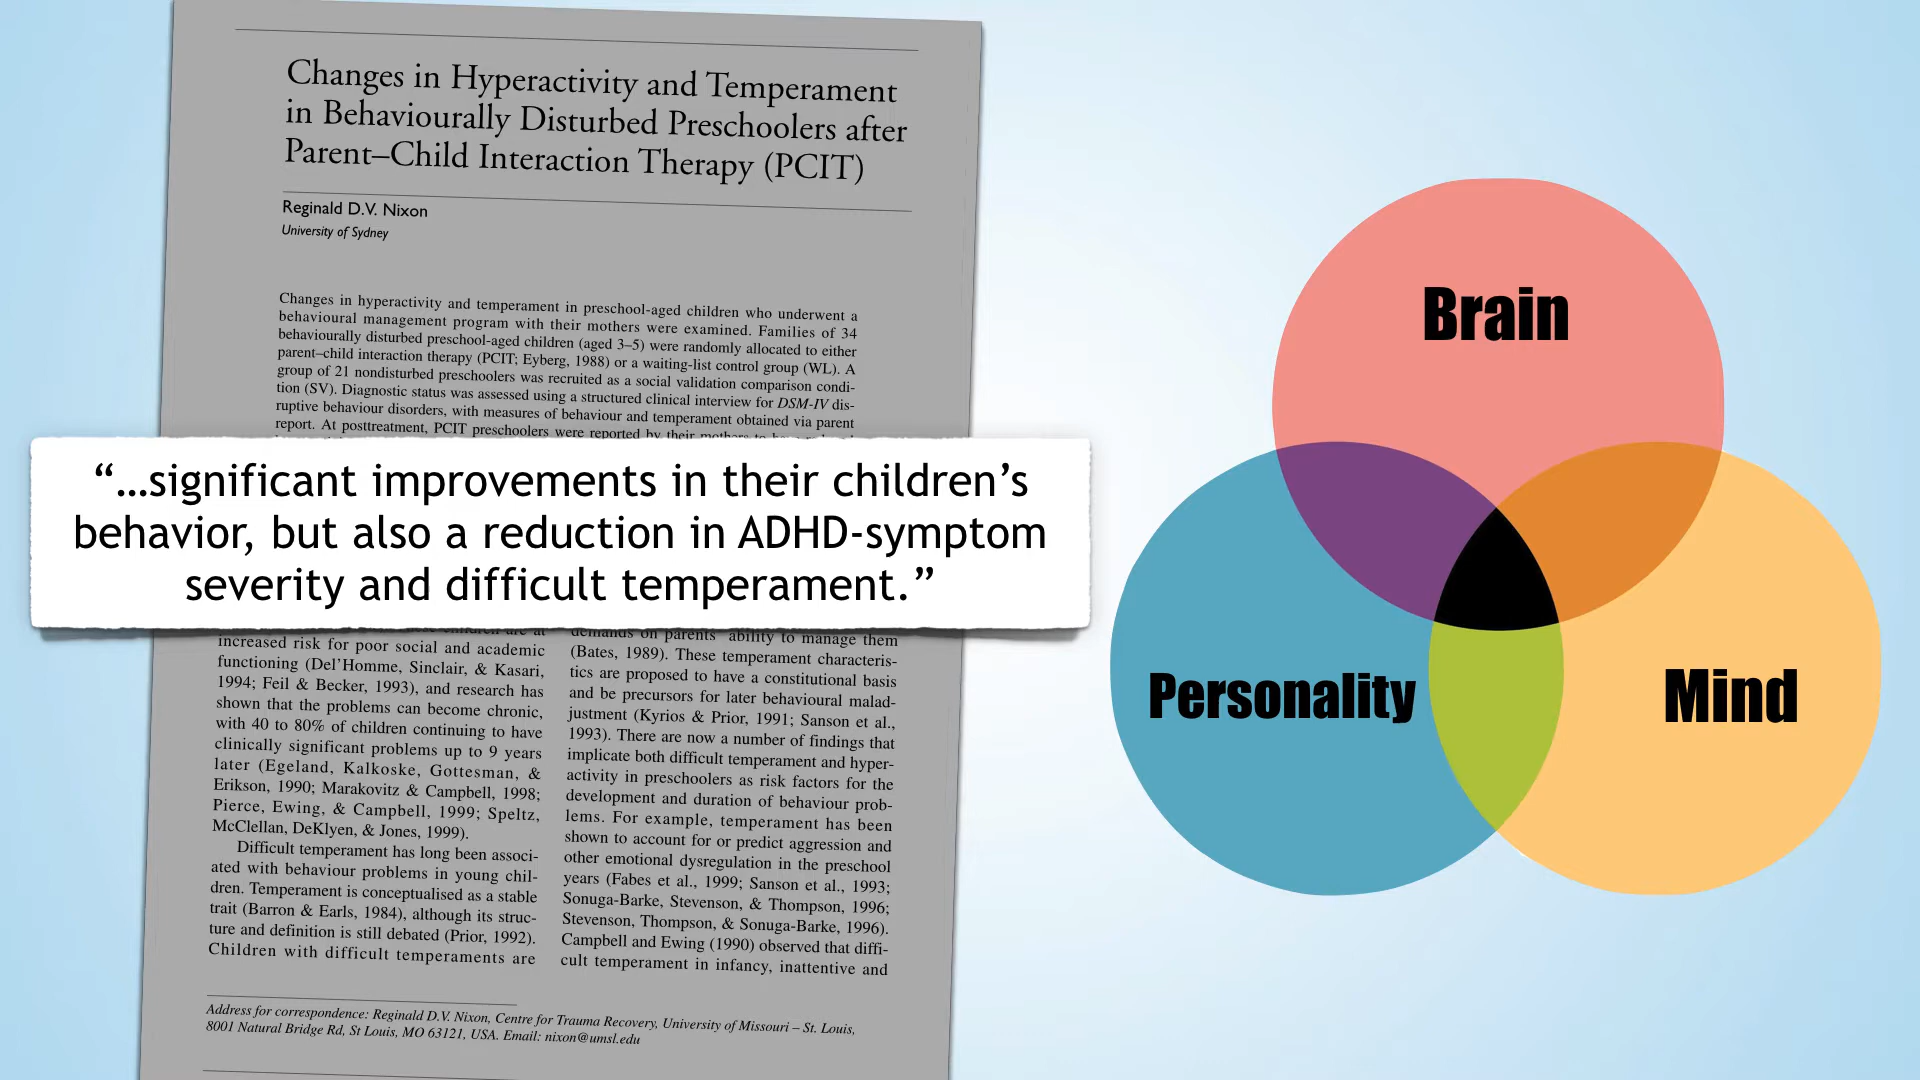 Changes in Hyperactivity and Temperament
in Behaviourally Disturbed Preschoolers after
Parent–Child Interaction Therapy (PCIT)
Reginald D.V. Nixon
University of Sydney
Changes in hyperactivity and temperament in preschool-aged children who underwent a
behavioural management program with their mothers were examined. Families of 34
behaviourally disturbed preschool-aged children (aged 3–5) were randomly allocated to either
parent–child interaction therapy (PCIT; Eyberg, 1988) or a waiting-list control group (WL). A
group of 21 nondisturbed preschoolers was recruited as a social validation comparison condi-
tion (SV). Diagnostic status was assessed using a structured clinical interview for DSM-IV dis-
ruptive behaviour disorders, with measures of behaviour and temperament obtained via parent
report. At posttreatment, PCIT preschoolers were reported by their mothers to
“…significant improvements in their children’s
behavior, but also a reduction in ADHD-symptom
severity and difficult temperament.”
children are at
increased risk for poor social and academic
functioning (Del’Homme, Sinclair, & Kasari,
1994; Feil & Becker, 1993), and research has
shown that the problems can become chronic,
with 40 to 80% of children continuing to have
clinically significant problems up to 9 years
later (Egeland, Kalkoske, Gottesman, &
Erikson, 1990; Marakovitz & Campbell, 1998;
Pierce, Ewing, & Campbell, 1999; Speltz,
McClellan, DeKlyen, & Jones, 1999).
Difficult temperament has long been associ-
ated with behaviour problems in young chil-
dren. Temperament is conceptualised as a stable
trait (Barron & Earls, 1984), although its struc-
ture and definition is still debated (Prior, 1992).
Children with difficult temperaments are
demands on parents’ ability to manage them
(Bates, 1989). These temperament characteris-
tics are proposed to have a constitutional basis
and be precursors for later behavioural malad-
justment (Kyrios & Prior, 1991; Sanson et al.,
1993). There are now a number of findings that
implicate both difficult temperament and hyper-
activity in preschoolers as risk factors for the
development and duration of behaviour prob-
lems. For example, temperament has been
shown to account for or predict aggression and
other emotional dysregulation in the preschool
years (Fabes et al., 1999; Sanson et al., 1993;
Sonuga-Barke, Stevenson, & Thompson, 1996;
Stevenson, Thompson, & Sonuga-Barke, 1996).
Campbell and Ewing (1990) observed that diffi-
cult temperament in infancy, inattentive and
Address for correspondence: Reginald D.V. Nixon, Centre for Trauma Recovery, University of Missouri – St. Louis,
8001 Natural Bridge Rd, St Louis, MO 63121, USA. Email: nixon@umsl.edu
Brain
Personality
Mind